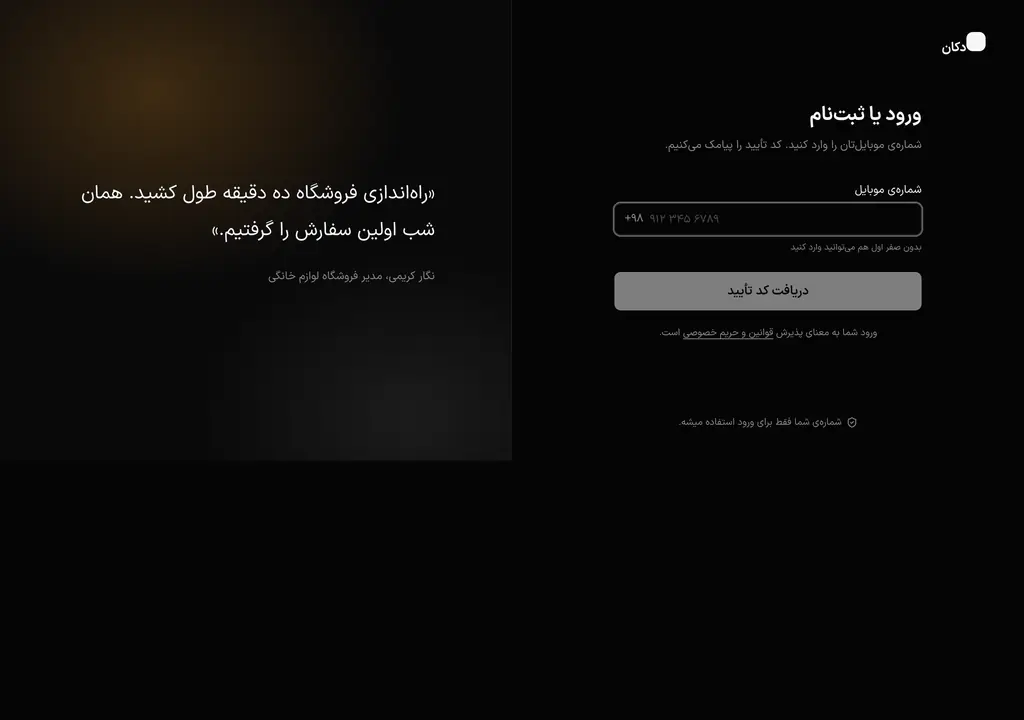 دکان
ورود یا ثبت‌نام
شماره‌ی موبایل‌تان را وارد کنید. کد تأیید را پیامک می‌کنیم.
شماره‌ی موبایل
+۹۸ ۹۱۲ ۳۴۵ ۶۷۸۹
بدون صفر اول هم می‌توانید وارد کنید
دریافت کد تأیید
ورود شما به معنای پذیرش قوانین و حریم خصوصی است.
شماره‌ی شما فقط برای ورود استفاده میشه.
«راه‌اندازی فروشگاه ده دقیقه طول کشید. همان
شب اولین سفارش را گرفتیم.»
نگار کریمی، مدیر فروشگاه لوازم خانگی